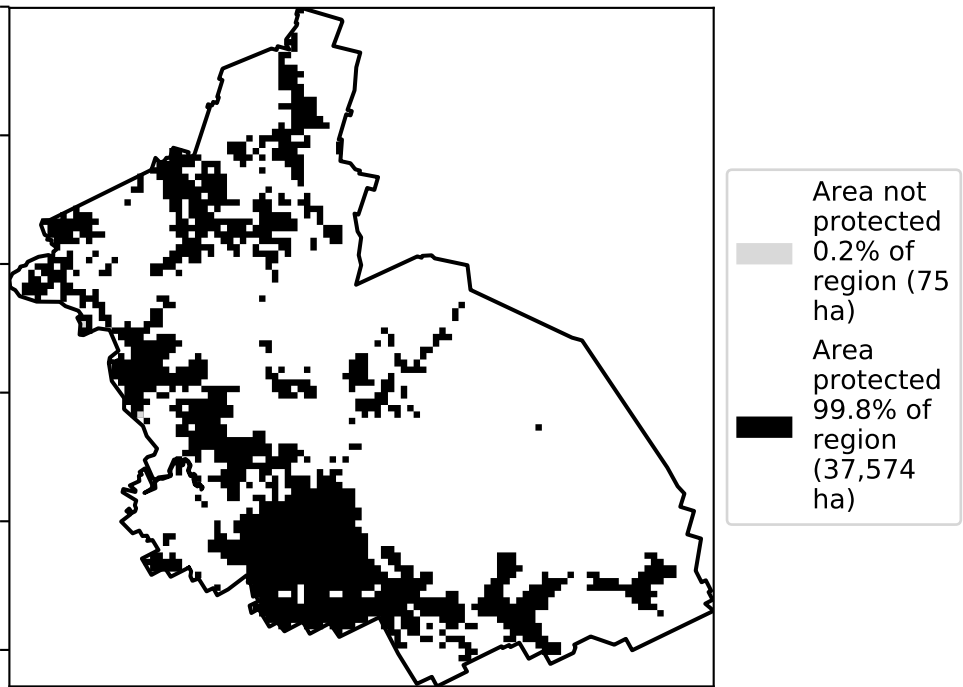 Area not
protected
0.2% of
region (75
ha)
Area
protected
99.8% of
region
(37,574
ha)